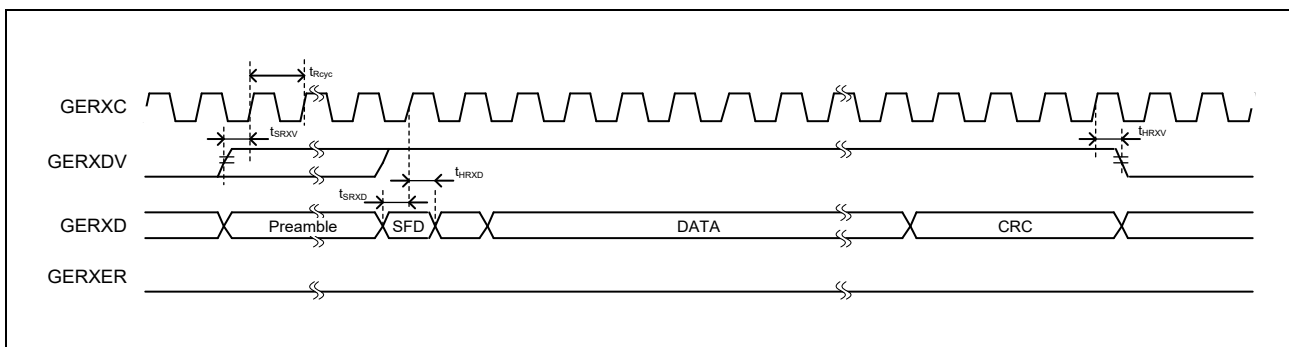 tRcyc
GERXC
tSRXV
tHRXV
GERXDV
tHRXD
tSRXD
GERXD Preamble SFD DATA CRC
GERXER